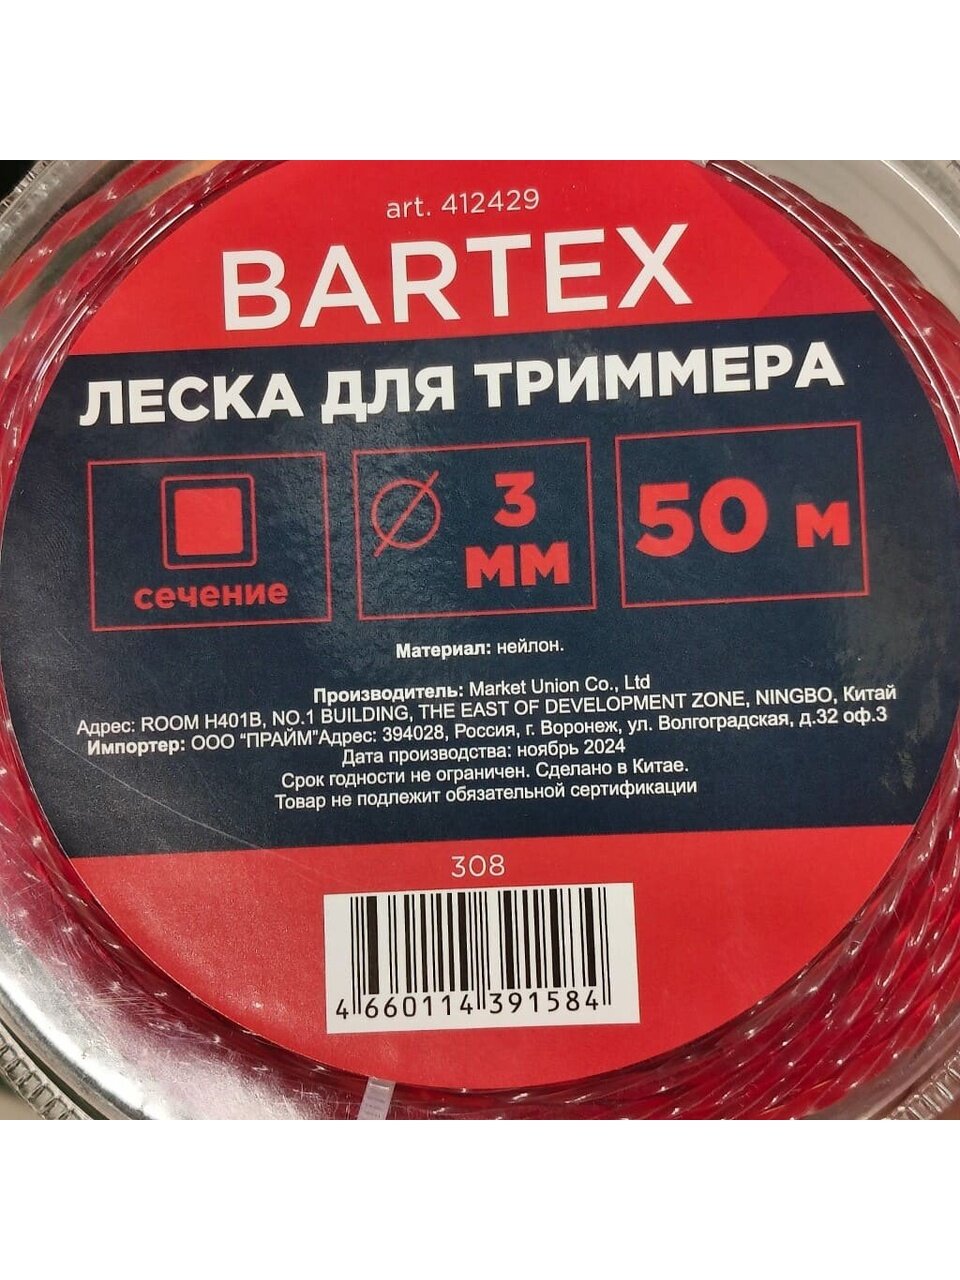 art. 412429
BARTEX
ЛЕСКА ДЛЯ ТРИММЕРА
сечение
3
мм
50 м
Материал: нейлон.
Производитель: Market Union Co., Ltd
Адрес: ROOM H401B, NO.1 BUILDING, THE EAST OF DEVELOPMENT ZONE, NINGBO, Китай
Импортер: ООО "ПРАЙМ"Адрес: 394028, Россия, г. Воронеж, ул. Волгоградская, д.32 оф.3
Дата производства: ноябрь 2024
Срок годности не ограничен. Сделано в Китае.
Товар не подлежит обязательной сертификации
308
4 660114 391584